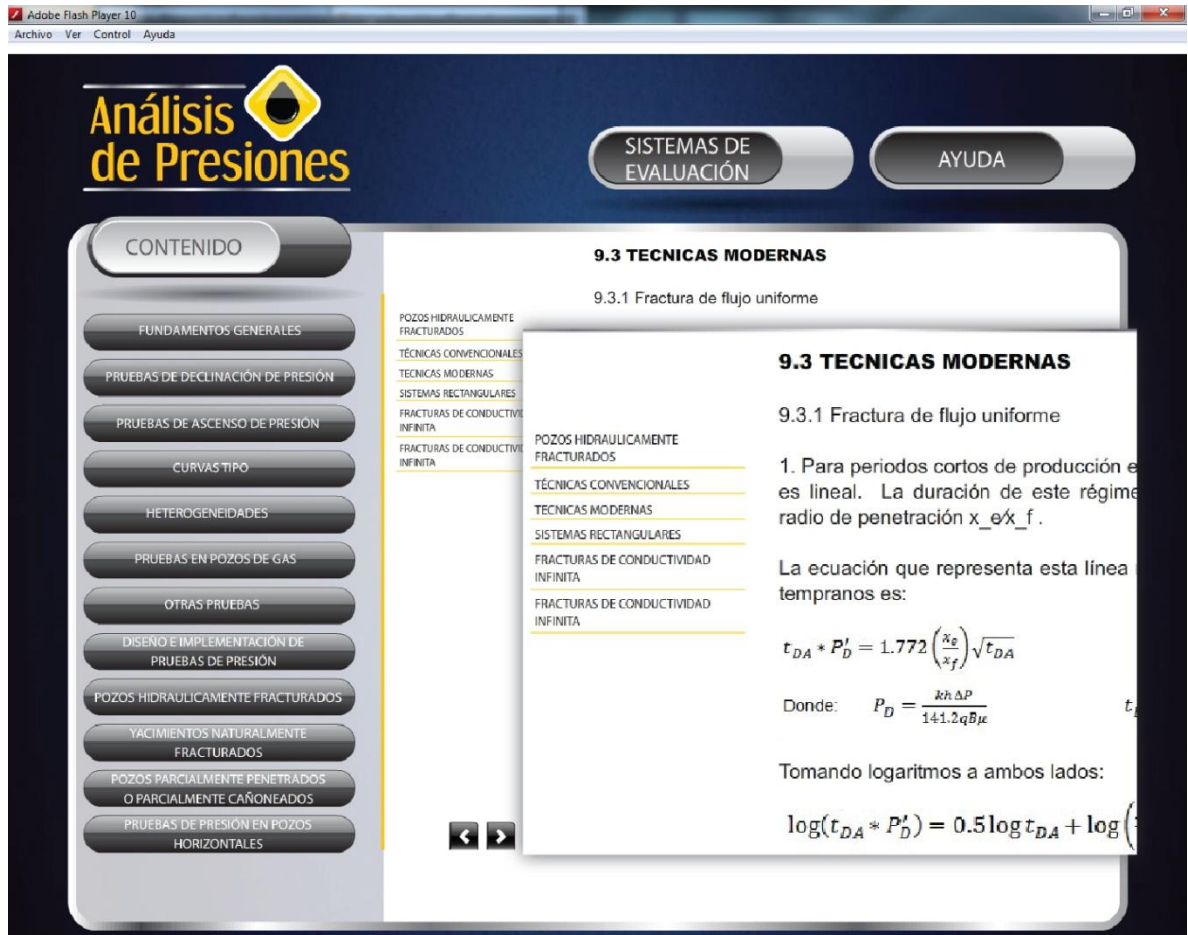 Adobe Flash Player 10
Archivo Ver Control Ayuda
Análisis
de Presiones
SISTEMAS DE
EVALUACIÓN
AYUDA
CONTENIDO
FUNDAMENTOS GENERALES
PRUEBAS DE DECLINACIÓN DE PRESIÓN
PRUEBAS DE ASCENSO DE PRESIÓN
CURVAS TIPO
HETEROGENEIDADES
PRUEBAS EN POZOS DE GAS
OTRAS PRUEBAS
DISEÑO E IMPLEMENTACIÓN DE
PRUEBAS DE PRESIÓN
POZOS HIDRAULICAMENTE FRACTURADOS
YACIMIENTOS NATURALMENTE
FRACTURADOS
POZOS PARCIALMENTE PENETRADOS
O PARCIALMENTE CAÑONEADOS
PRUEBAS DE PRESIÓN EN POZOS
HORIZONTALES
POZOS HIDRAULICAMENTE
FRACTURADOS
TÉCNICAS CONVENCIONALES
TECNICAS MODERNAS
SISTEMAS RECTANGULARES
FRACTURAS DE
INFINITA
FRACTURAS DE
INFINITA
9.3 TECNICAS MODERNAS
9.3.1 Fractura de flujo uniforme
POZOS HIDRAULICAMENTE
FRACTURADOS
TÉCNICAS CONVENCIONALES
TECNICAS MODERNAS
SISTEMAS RECTANGULARES
FRACTURAS DE CONDUCTIVIDAD
INFINITA
FRACTURAS DE CONDUCTIVIDAD
INFINITA
9.3 TECNICAS MODERNAS
9.3.1 Fractura de flujo uniforme
1. Para periodos cortos de producción e
es lineal. La duración de este régime
radio de penetración x_e⁄x_f .
La ecuación que representa esta línea
tempranos es:
t_DA * P'_D = 1.772 (x_e/x_f) √t_DA
Donde: P_D = kh ΔP / 141.2qBμ
Tomando logaritmos a ambos lados:
log(t_DA * P'_D) = 0.5 log t_DA + log (